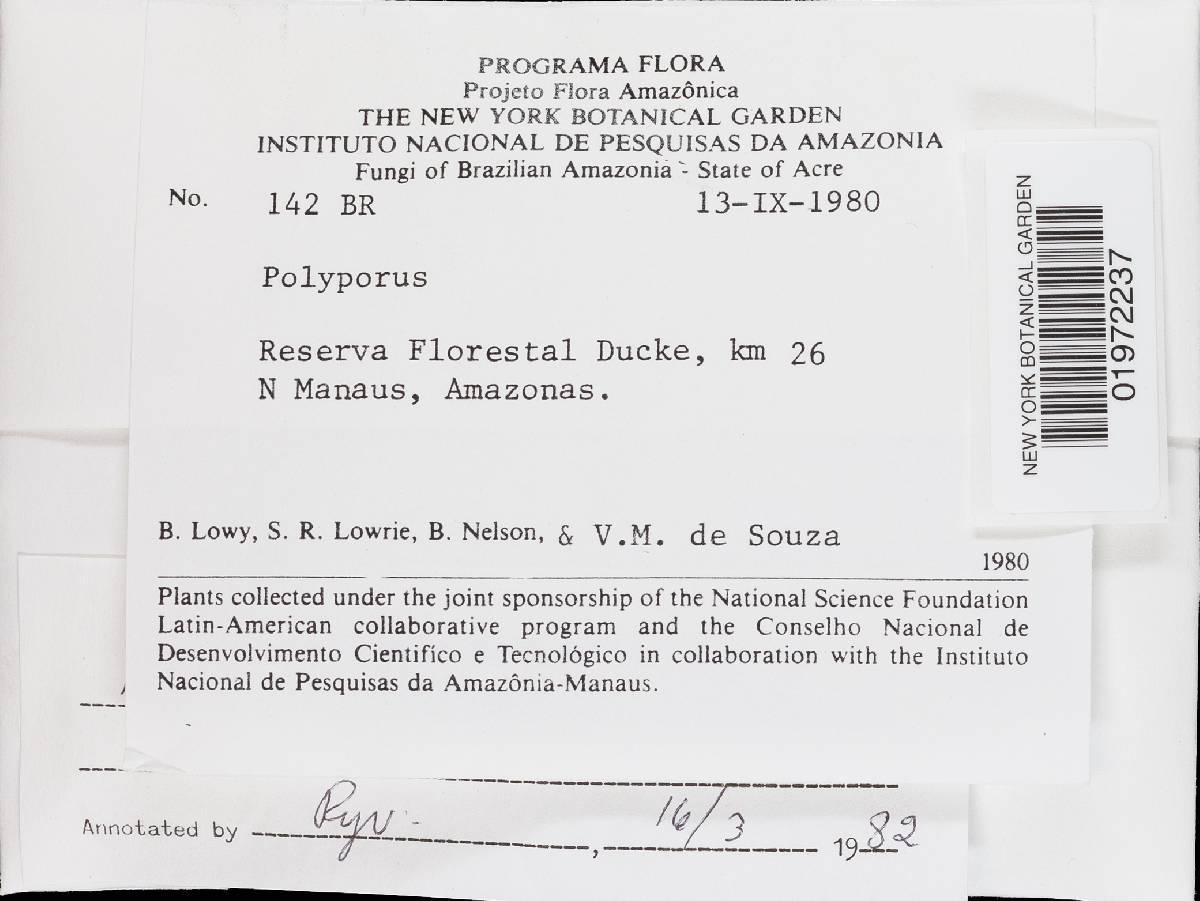 PROGRAMA FLORA
Projeto Flora Amazônica
THE NEW YORK BOTANICAL GARDEN
INSTITUTO NACIONAL DE PESQUISAS DA AMAZONIA
Fungi of Brazilian Amazonia - State of Acre
No. 142 BR 13-IX-1980
Polyporus
Reserva Florestal Ducke, km 26
N Manaus, Amazonas.
B. Lowy, S. R. Lowrie, B. Nelson, & V.M. de Souza
1980
Plants collected under the joint sponsorship of the National Science Foundation
Latin-American collaborative program and the Conselho Nacional de
Desenvolvimento Cientifíco e Tecnológico in collaboration with the Instituto
Nacional de Pesquisas da Amazônia-Manaus.
Annotated by Ryv. , 16/3 1982
NEW YORK BOTANICAL GARDEN
01972237